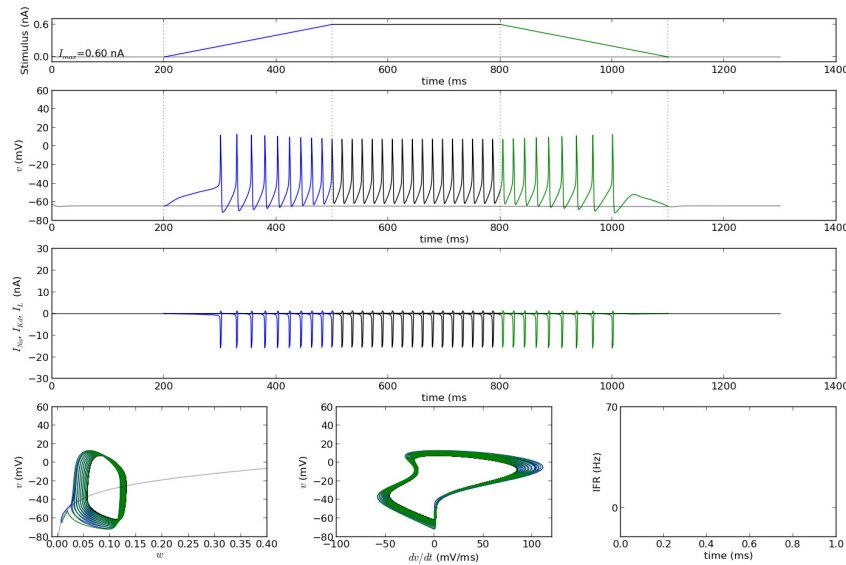 Stimulus (nA)
0.6
0.0
I_max=0.60 nA
0 200 400 600 800 1000 1200 1400
time (ms
v (mV)
60
40
20
0
−20
−40
−60
−80
0 200 400 600 800 1000 1200 1400
time (ms)
I_Na, I_Kd, I_L (nA)
30
20
10
0
−10
−20
−30
0 200 400 600 800 1000 1200 1400
time (ms
v (mV)
60
40
20
0
−20
−40
−60
−80
0.00 0.05 0.10 0.15 0.20 0.25 0.30 0.35 0.40
w
v (mV)
60
40
20
0
−20
−40
−60
−80
−100 −50 0 50 100
dv/dt (mV/ms)
IFR (Hz)
70
0
0.0 0.2 0.4 0.6 0.8 1.0
time (ms)